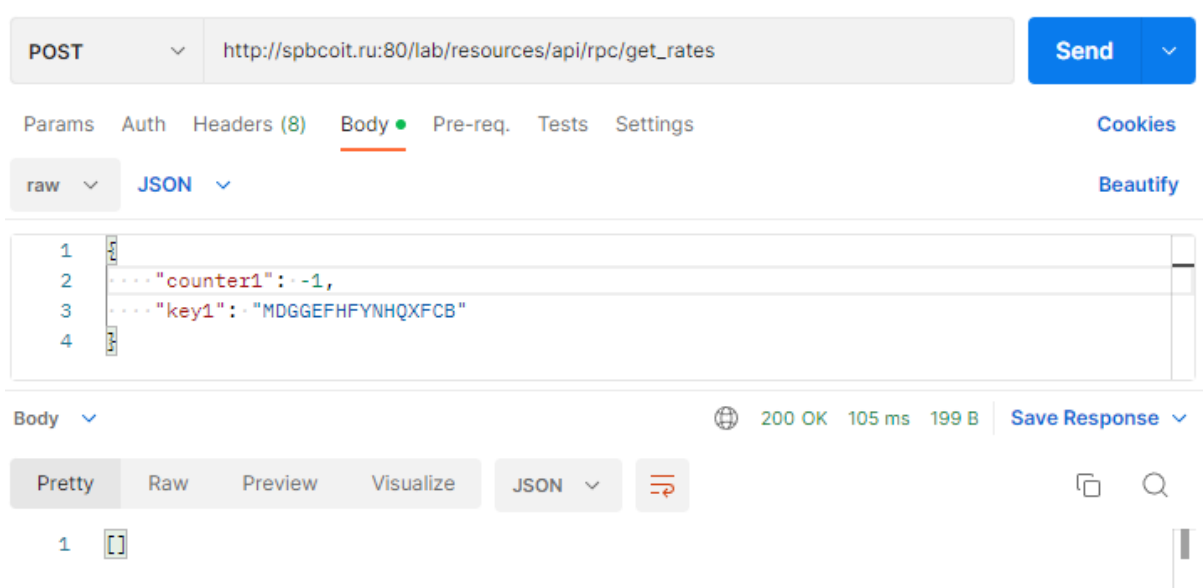 POST http://spbcoit.ru:80/lab/resources/api/rpc/get_rates Send
Params Auth Headers (8) Body Pre-req. Tests Settings Cookies
raw JSON Beautify
1 {
2 "counter1": -1,
3 "key1": "MDGGEFHFYNHQXFCB"
4 }
Body 200 OK 105 ms 199 B Save Response
Pretty Raw Preview Visualize JSON
1 []